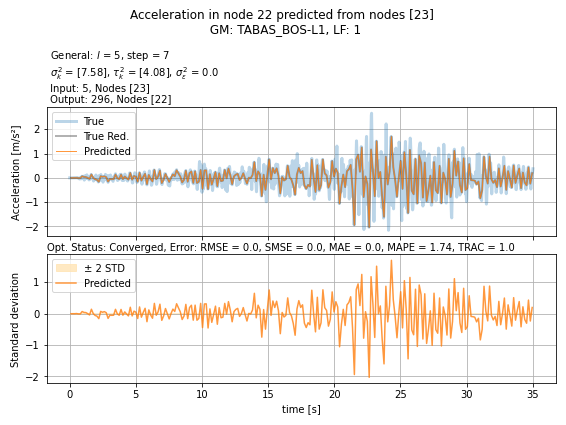 Acceleration in node 22 predicted from nodes [23]
GM: TABAS_BOS-L1, LF: 1
General: l = 5, step = 7
σ²ₖ = [7.58], τ²ₖ = [4.08], σ²ε = 0.0
Input: 5, Nodes [23]
Output: 296, Nodes [22]
Acceleration [m/s²]
2
1
0
−1
−2
True
True Red.
Predicted
Opt. Status: Converged, Error: RMSE = 0.0, SMSE = 0.0, MAE = 0.0, MAPE = 1.74, TRAC = 1.0
Standard deviation
± 2 STD
Predicted
1
0
−1
−2
0 5 10 15 20 25 30 35
time [s]